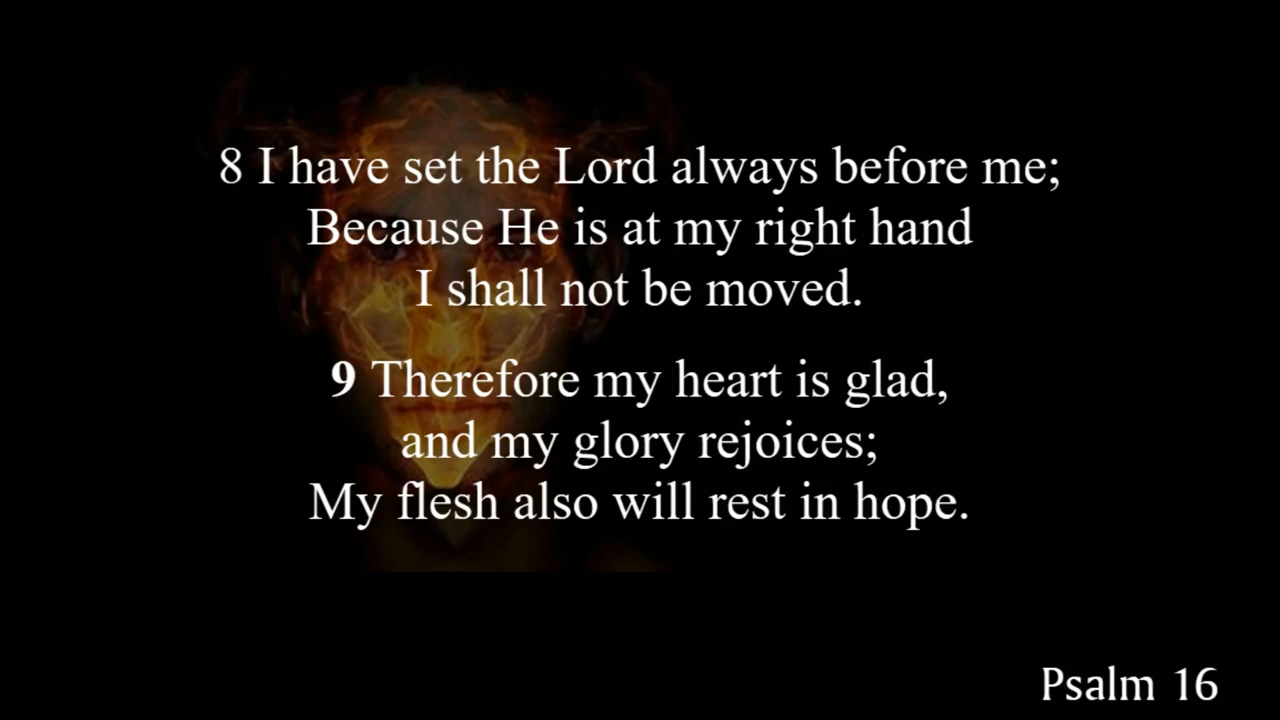 8 I have set the Lord always before me;
Because He is at my right hand
I shall not be moved.
9 Therefore my heart is glad,
and my glory rejoices;
My flesh also will rest in hope.
Psalm 16